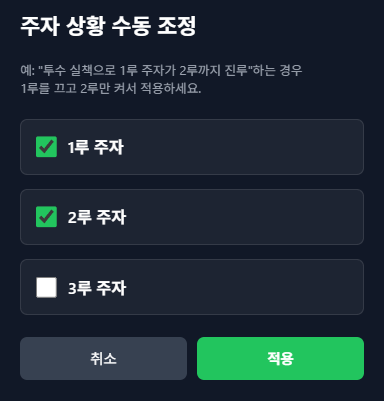 주자 상황 수동 조정
예: "투수 실책으로 1루 주자가 2루까지 진루"하는 경우
1루를 끄고 2루만 켜서 적용하세요.
1루 주자
2루 주자
3루 주자
취소
적용